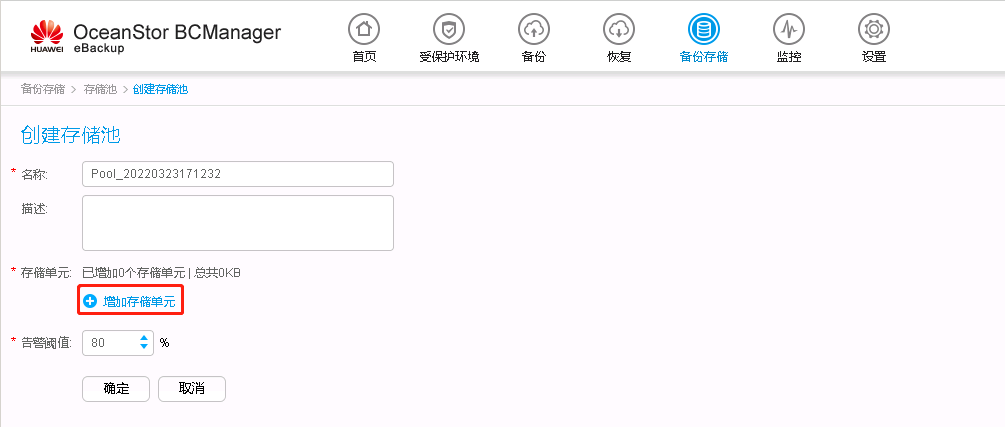 HUAWEI
OceanStor BCManager
eBackup
首页 受保护环境 备份 恢复 备份存储 监控 设置
备份存储 > 存储池 > 创建存储池
创建存储池
* 名称: Pool_20220323171232
描述:
* 存储单元: 已增加0个存储单元 | 总共0KB
增加存储单元
* 告警阈值: 80 %
确定 取消